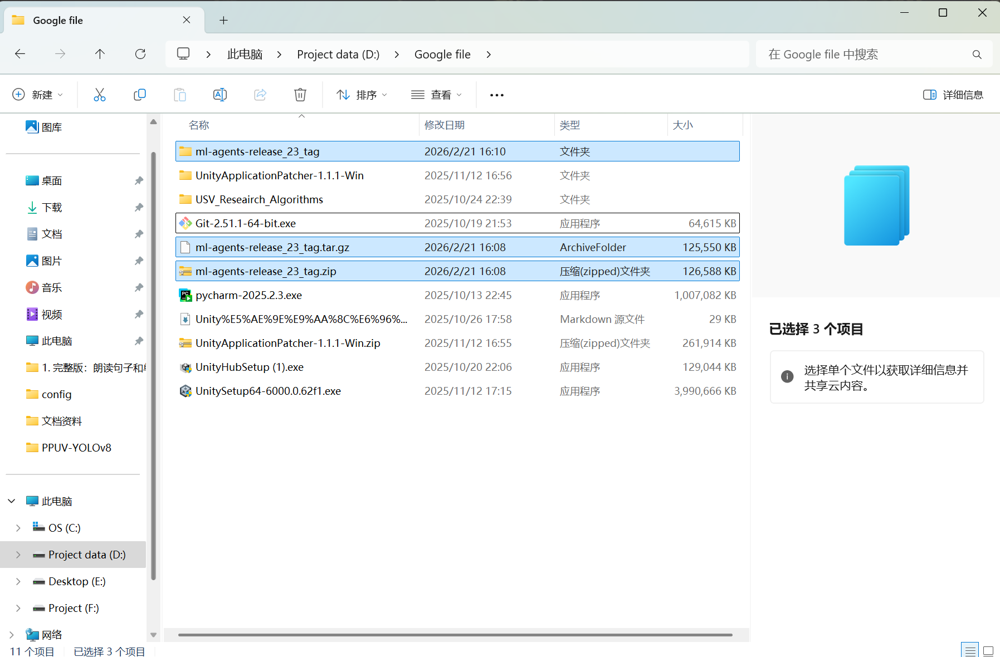 Google file
此电脑 Project data (D:) Google file
在 Google file 中搜索
新建 排序 查看 详细信息
图库
桌面
下载
文档
图片
音乐
视频
此电脑
1. 完整版：朗读句子和
config
文档资料
PPUV-YOLOv8
此电脑
OS (C:)
Project data (D:)
Desktop (E:)
Project (F:)
网络
名称 修改日期 类型 大小
ml-agents-release_23_tag 2026/2/21 16:10 文件夹
UnityApplicationPatcher-1.1.1-Win 2025/11/12 16:56 文件夹
USV_Reseairch_Algorithms 2025/10/24 22:39 文件夹
Git-2.51.1-64-bit.exe 2025/10/19 21:53 应用程序 64,615 KB
ml-agents-release_23_tag.tar.gz 2026/2/21 16:08 ArchiveFolder 125,550 KB
ml-agents-release_23_tag.zip 2026/2/21 16:08 压缩(zipped)文件夹 126,588 KB
pycharm-2025.2.3.exe 2025/10/13 22:45 应用程序 1,007,082 KB
Unity%E5%AE%9E%E9%AA%8C%E6%96%... 2025/10/26 17:58 Markdown 源文件 29 KB
UnityApplicationPatcher-1.1.1-Win.zip 2025/11/12 16:55 压缩(zipped)文件夹 261,914 KB
UnityHubSetup (1).exe 2025/10/20 22:06 应用程序 129,044 KB
UnitySetup64-6000.0.62f1.exe 2025/11/12 17:15 应用程序 3,990,666 KB
已选择 3 个项目
选择单个文件以获取详细信息并
共享云内容。
11 个项目 已选择 3 个项目